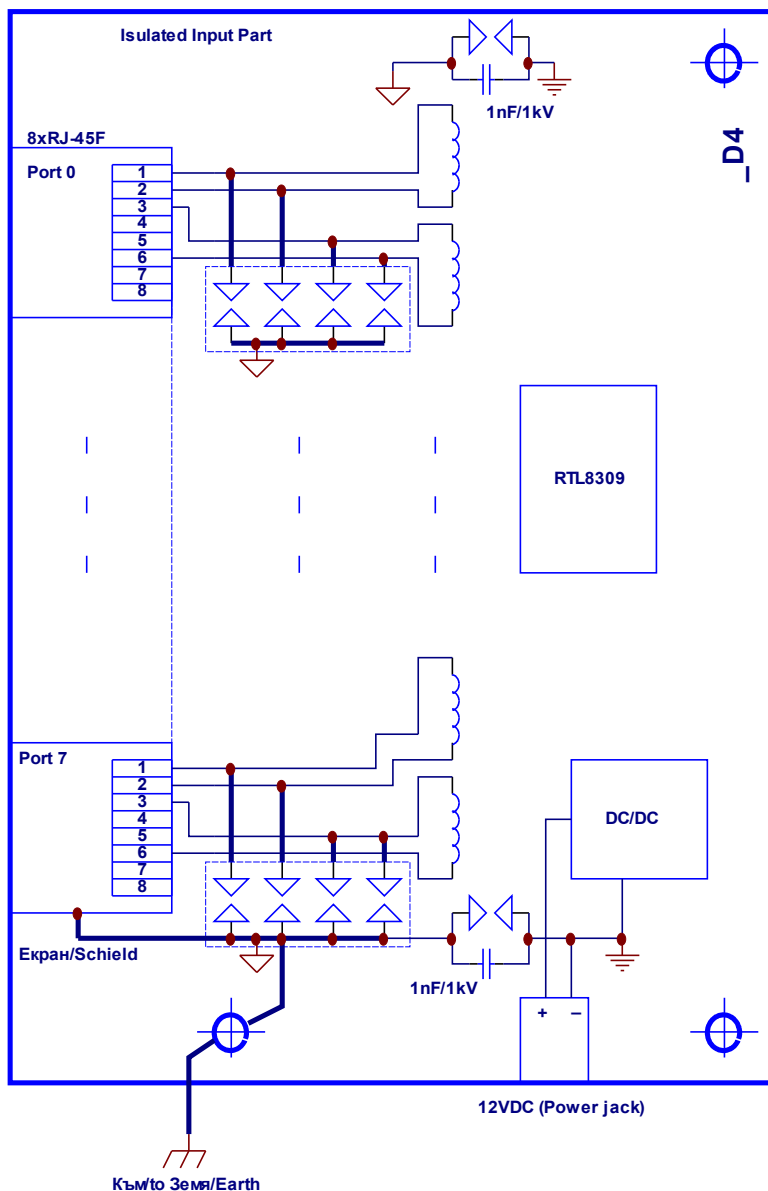 Isulated Input Part
1nF/1kV
_D4
8xRJ-45F
Port 0
1
2
3
4
5
6
7
8
RTL8309
Port 7
1
2
3
4
5
6
7
8
DC/DC
Екран/Schield
1nF/1kV
+ –
12VDC (Power jack)
Към/to Земя/Earth